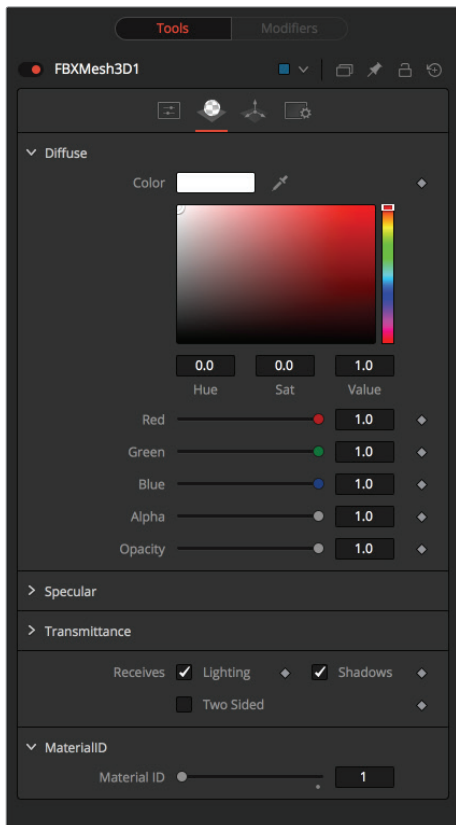 Tools Modifiers
FBXMesh3D1
Diffuse
Color
0.0 0.0 1.0
Hue Sat Value
Red 1.0
Green 1.0
Blue 1.0
Alpha 1.0
Opacity 1.0
Specular
Transmittance
Receives Lighting Shadows
Two Sided
MaterialID
Material ID 1